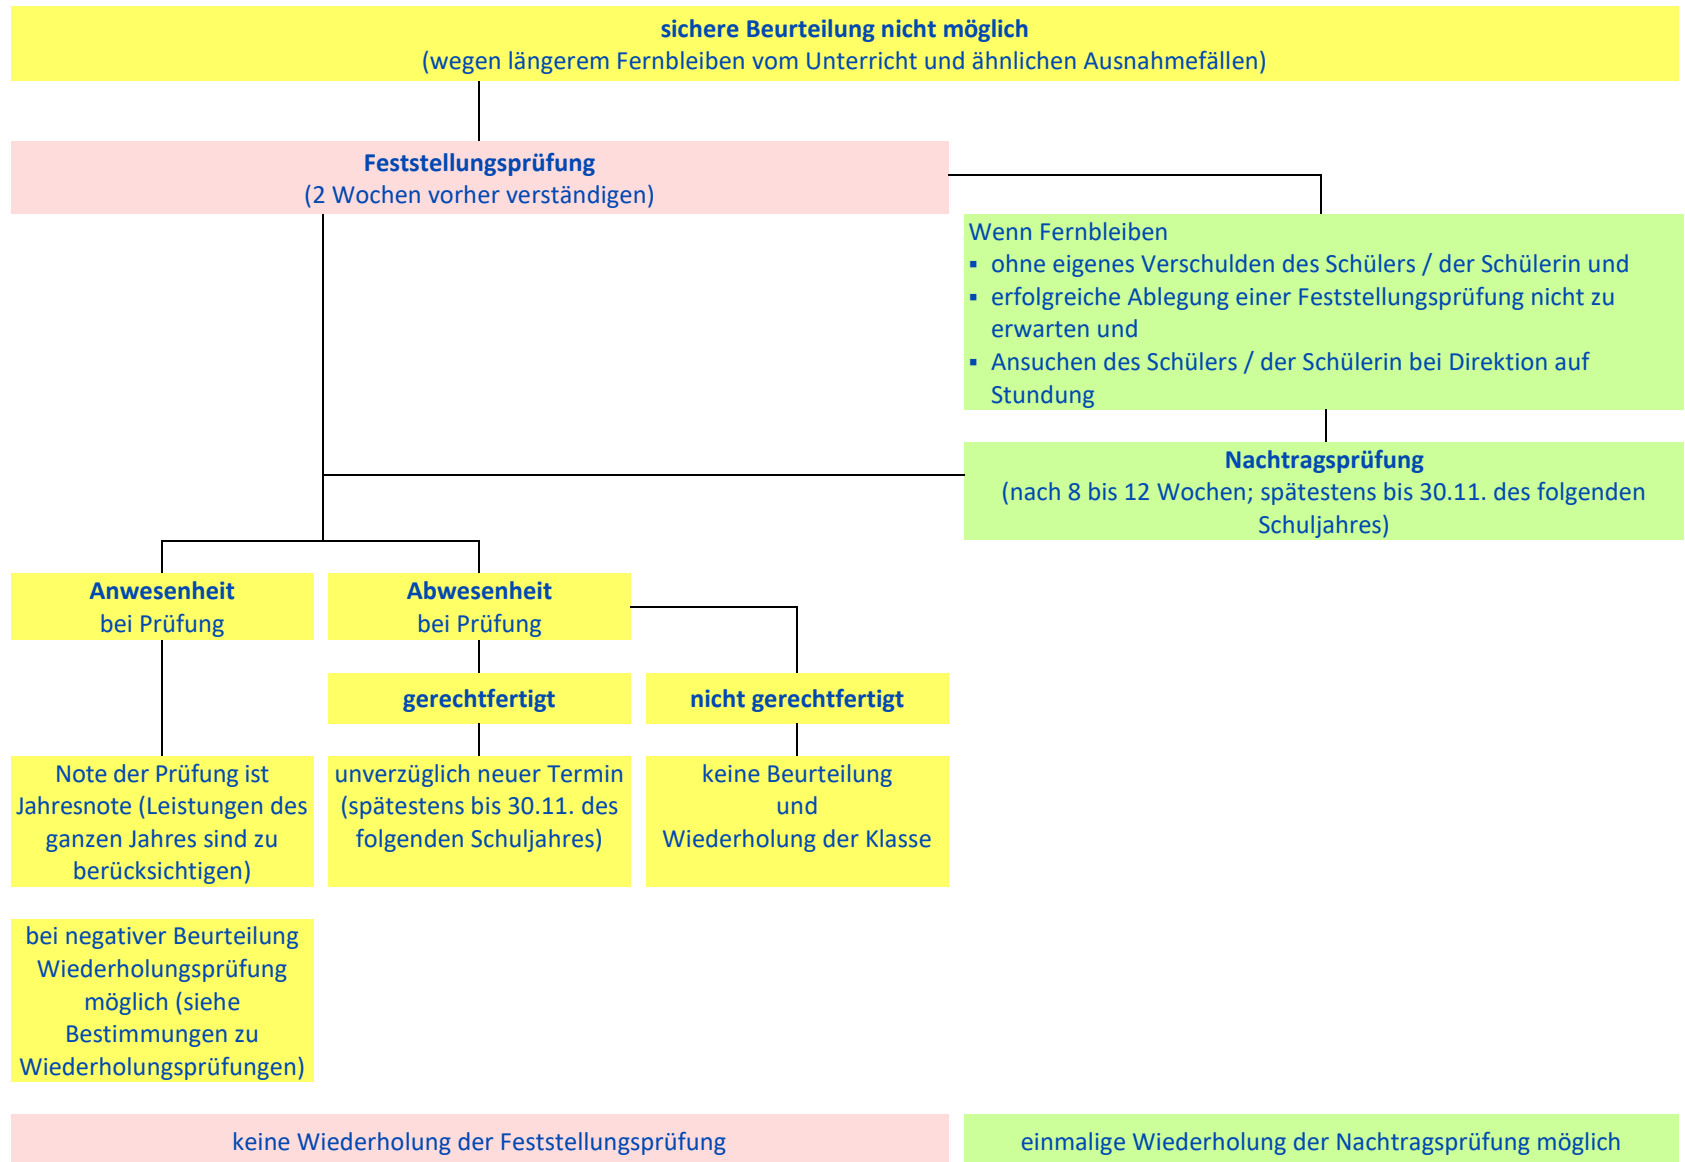 sichere Beurteilung nicht möglich
(wegen längerem Fernbleiben vom Unterricht und ähnlichen Ausnahmefällen)
Feststellungsprüfung
(2 Wochen vorher verständigen)
Wenn Fernbleiben
▪ ohne eigenes Verschulden des Schülers / der Schülerin und
▪ erfolgreiche Ablegung einer Feststellungsprüfung nicht zu
erwarten und
▪ Ansuchen des Schülers / der Schülerin bei Direktion auf
Stundung
Nachtragsprüfung
(nach 8 bis 12 Wochen; spätestens bis 30.11. des folgenden
Schuljahres)
Anwesenheit
bei Prüfung
Abwesenheit
bei Prüfung
gerechtfertigt
nicht gerechtfertigt
Note der Prüfung ist
Jahresnote (Leistungen des
ganzen Jahres sind zu
berücksichtigen)
unverzüglich neuer Termin
(spätestens bis 30.11. des
folgenden Schuljahres)
keine Beurteilung
und
Wiederholung der Klasse
bei negativer Beurteilung
Wiederholungsprüfung
möglich (siehe
Bestimmungen zu
Wiederholungsprüfungen)
keine Wiederholung der Feststellungsprüfung
einmalige Wiederholung der Nachtragsprüfung möglich